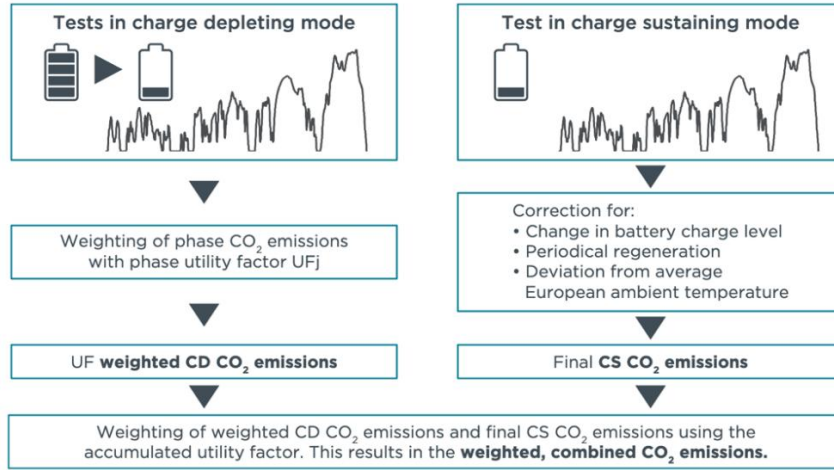 Tests in charge depleting mode
Weighting of phase CO₂ emissions
with phase utility factor UFj
UF weighted CD CO₂ emissions
Test in charge sustaining mode
Correction for:
• Change in battery charge level
• Periodical regeneration
• Deviation from average
European ambient temperature
Final CS CO₂ emissions
Weighting of weighted CD CO₂ emissions and final CS CO₂ emissions using the
accumulated utility factor. This results in the weighted, combined CO₂ emissions.